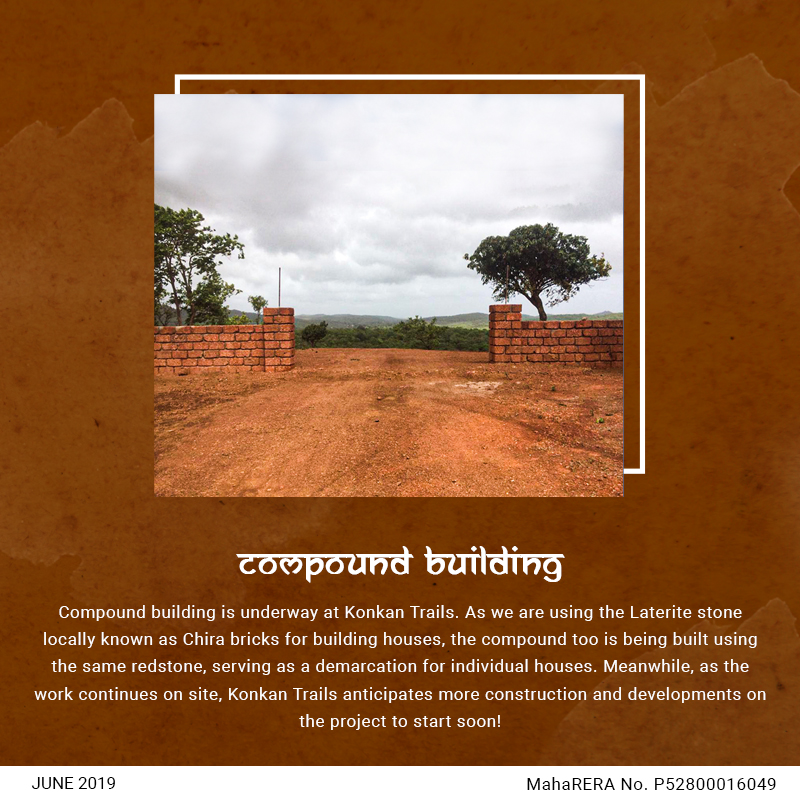 compound building
Compound building is underway at Konkan Trails. As we are using the Laterite stone
locally known as Chira bricks for building houses, the compound too is being built using
the same redstone, serving as a demarcation for individual houses. Meanwhile, as the
work continues on site, Konkan Trails anticipates more construction and developments on
the project to start soon!
JUNE 2019
MahaRERA No. P52800016049